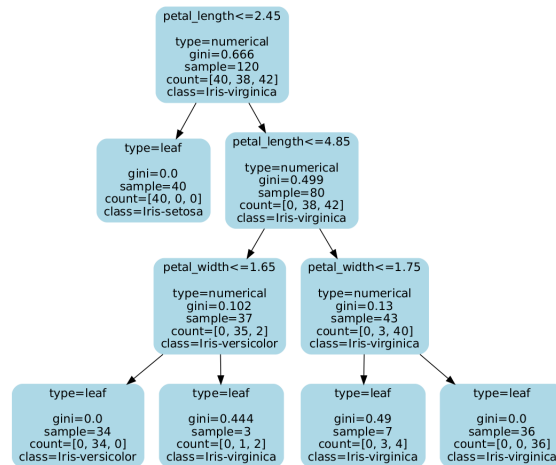 petal_length<=2.45
type=numerical
gini=0.666
sample=120
count=[40, 38, 42]
class=Iris-virginica
type=leaf
gini=0.0
sample=40
count=[40, 0, 0]
class=Iris-setosa
petal_length<=4.85
type=numerical
gini=0.499
sample=80
count=[0, 38, 42]
class=Iris-virginica
petal_width<=1.65
type=numerical
gini=0.102
sample=37
count=[0, 35, 2]
class=Iris-versicolor
petal_width<=1.75
type=numerical
gini=0.13
sample=43
count=[0, 3, 40]
class=Iris-virginica
type=leaf
gini=0.0
sample=34
count=[0, 34, 0]
class=Iris-versicolor
type=leaf
gini=0.444
sample=3
count=[0, 1, 2]
class=Iris-virginica
type=leaf
gini=0.49
sample=7
count=[0, 3, 4]
class=Iris-virginica
type=leaf
gini=0.0
sample=36
count=[0, 0, 36]
class=Iris-virginica